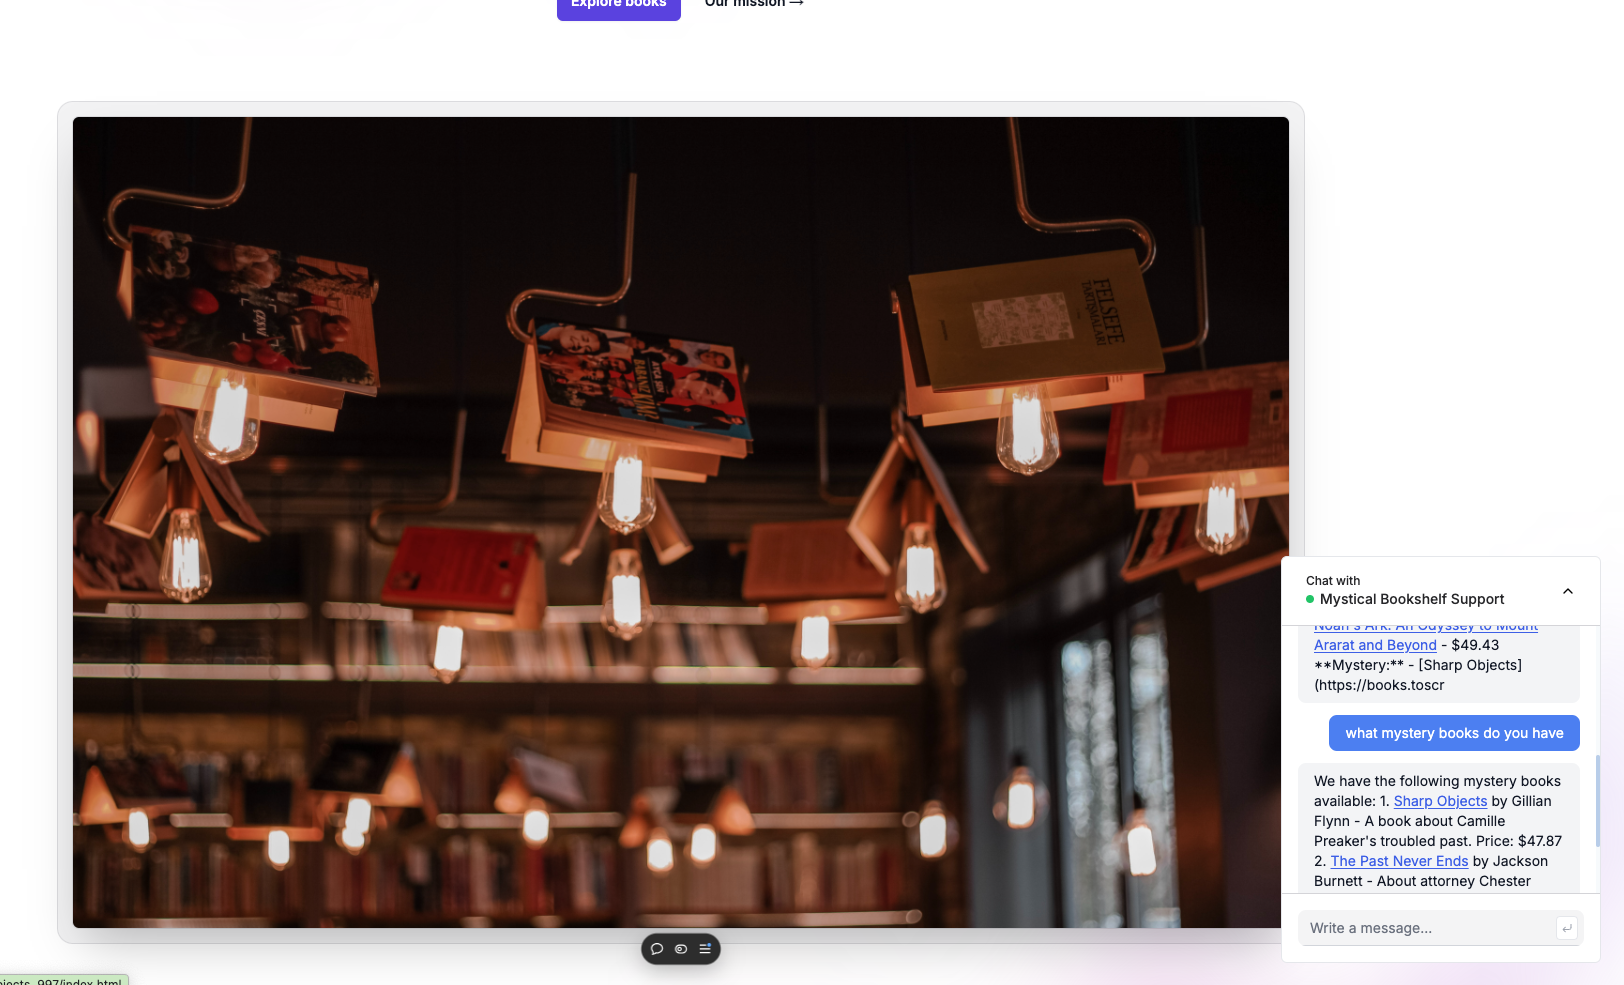 Explore books
Our mission →
FELSEFE
TARTIŞMALARI
Chat with
Mystical Bookshelf Support
Noah's Ark: An Odyssey to Mount
Ararat and Beyond - $49.43
**Mystery:** - [Sharp Objects]
(https://books.toscr
what mystery books do you have
We have the following mystery books
available: 1. Sharp Objects by Gillian
Flynn - A book about Camille
Preaker's troubled past. Price: $47.87
2. The Past Never Ends by Jackson
Burnett - About attorney Chester
Write a message...
jects_997/index.html